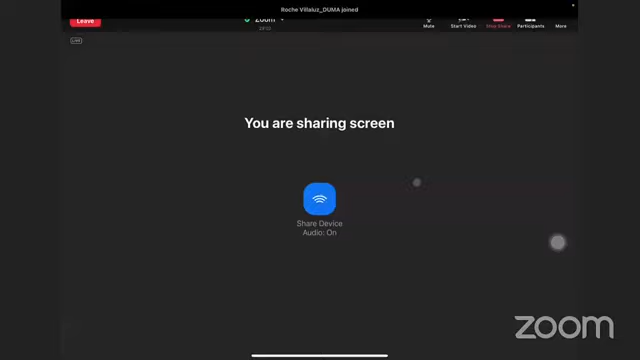 Roche Villaluz_DUMA joined
Leave
Zoom
Mute
Start Video
Stop Share
Participants
More
LIVE
You are sharing screen
Share Device
Audio: On
zoom